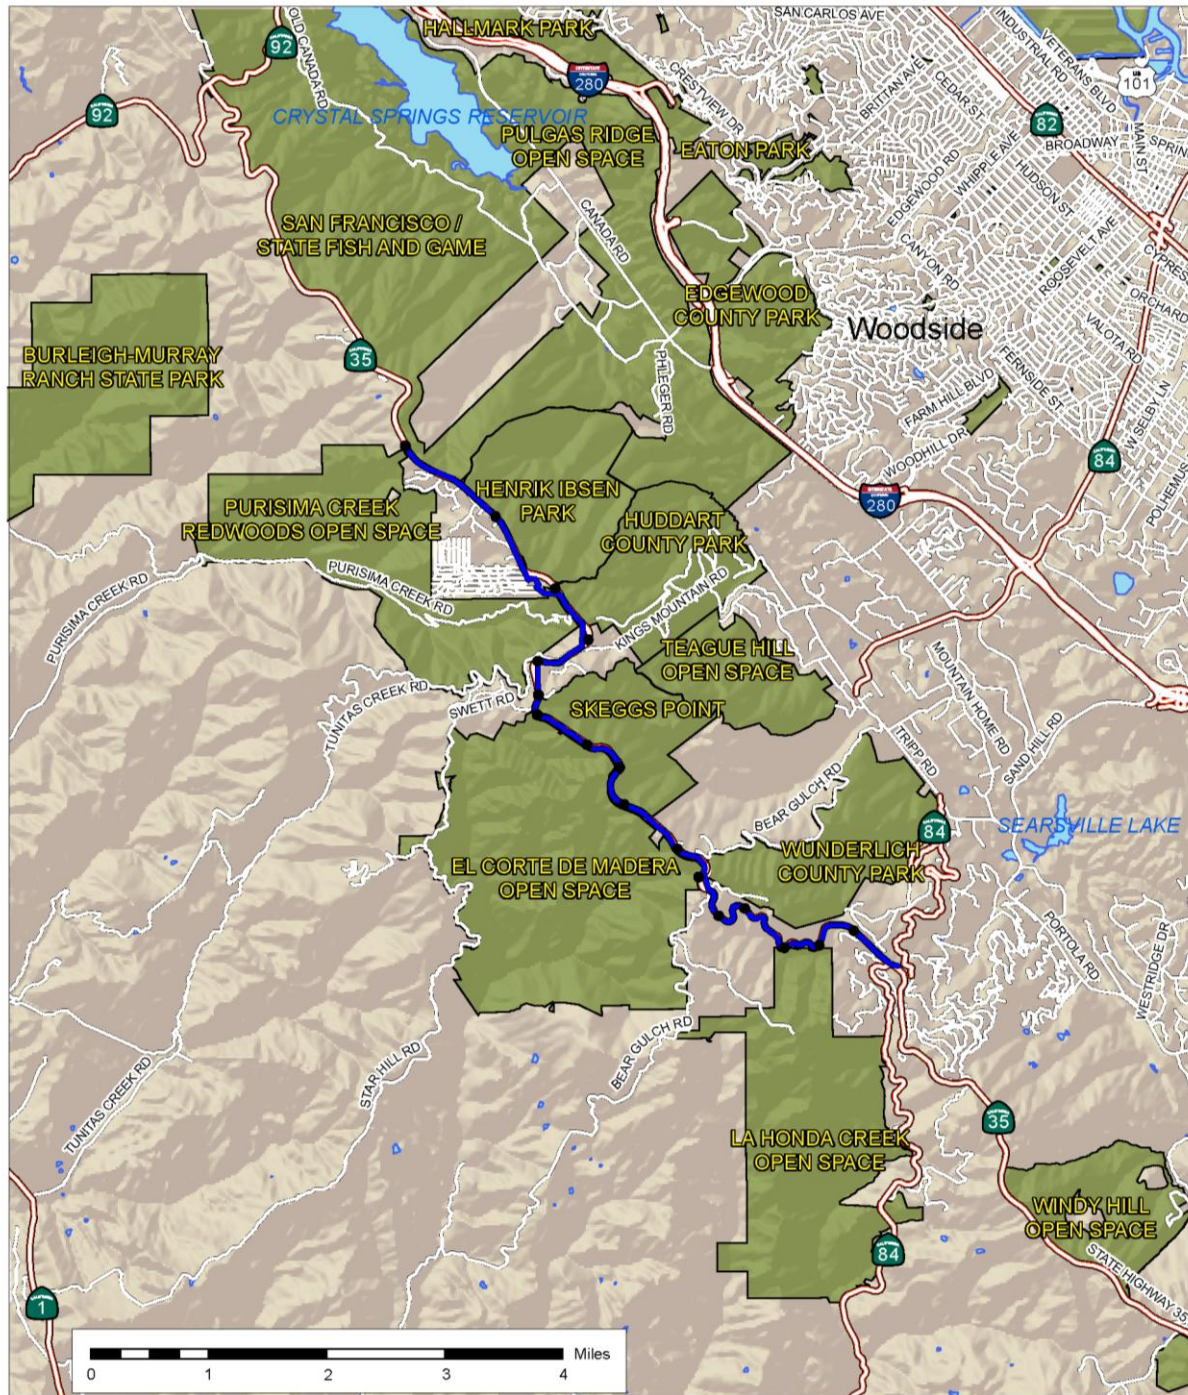 HALLMARK PARK
SAN CARLOS AVE
OLD CANADA RD
92
INDUSTRIAL RD
VETERANS BLVD
101
280
CRESTVIEW DR
BRITTAN AVE
CEDAR ST
92
CRYSTAL SPRINGS RESERVOIR
82
MAIN ST
BROADWAY
SPRIN
PULGAS RIDGE
OPEN SPACE
EATON PARK
EDGEWOOD RD
WHIPPLE AVE
HUDSON ST
SAN FRANCISCO /
STATE FISH AND GAME
CANADA RD
CANYON RD
ROOSEVELT AVE
CYPRES
EDGEWOOD
COUNTY PARK
ORCHARD
Woodside
VALOTA RD
BURLEIGH-MURRAY
RANCH STATE PARK
35
PHLEGER RD
FERNSIDE ST
FARM HILL BLVD
W SELBY LN
WOODHILL DR
84
POLHEMUS
280
HENRIK IBSEN
PARK
PURISIMA CREEK
REDWOODS OPEN SPACE
HUDDART
COUNTY PARK
PURISIMA CREEK RD
PURISIMA CREEK RD
KINGS MOUNTAIN RD
TEAGUE HILL
OPEN SPACE
TUNITAS CREEK RD
SWETT RD
SKEGGS POINT
MOUNTAIN HOME RD
TRIPP RD
SAND HILL RD
BEAR GULCH RD
84
SEARSVILLE LAKE
WUNDERLICH
COUNTY PARK
EL CORTE DE MADERA
OPEN SPACE
PORTOLA RD
WESTRIDGE DR
BEAR GULCH RD
STAR HILL RD
TUNITAS CREEK RD
35
LA HONDA CREEK
OPEN SPACE
WINDY HILL
OPEN SPACE
84
STATE HIGHWAY 35
1
Miles
0 1 2 3 4